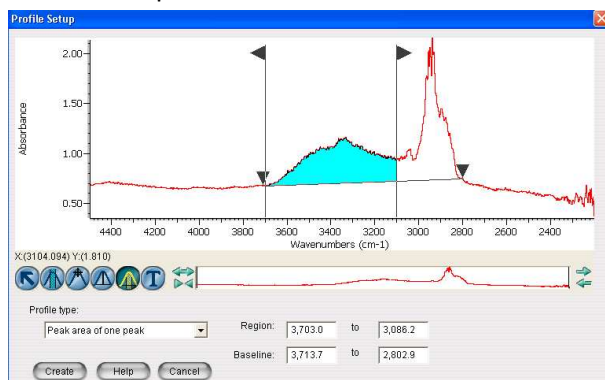 Profile Setup
2.00
1.50
1.00
0.50
Absorbance
4400 4200 4000 3800 3600 3400 3200 3000 2800 2600 2400
Wavenumbers (cm-1)
X:(3104.094) Y:(1.810)
T
Profile type:
Peak area of one peak
Region: 3,703.0 to 3,086.2
Baseline: 3,713.7 to 2,802.9
Create Help Cancel